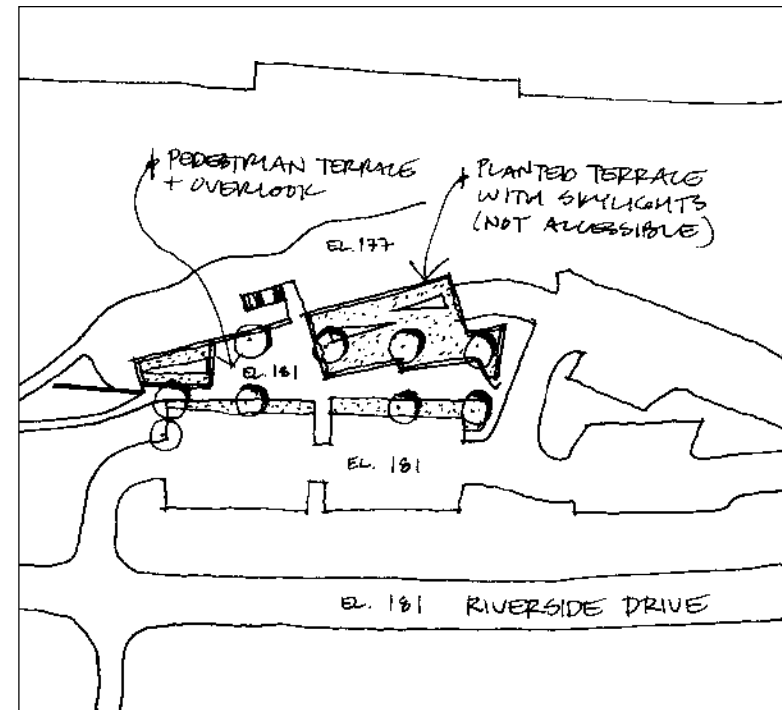 PEDESTRIAN TERRACE
+ OVERLOOK
PLANTED TERRACE
WITH SKYLIGHTS
(NOT ACCESSIBLE)
EL. 177
EL. 181
EL. 181
EL. 181 RIVERSIDE DRIVE